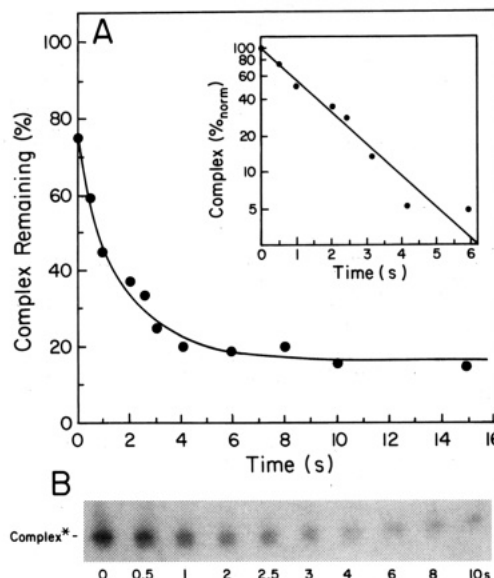 A
100
80
60
40
20
0
Complex Remaining (%)
0 2 4 6 8 10 12 14 16
Time (s)
100
80
60
40
20
10
5
Complex (%norm)
0 1 2 3 4 5 6
Time (s)
B
Complex*-
0 0.5 1 2 2.5 3 4 6 8 10s